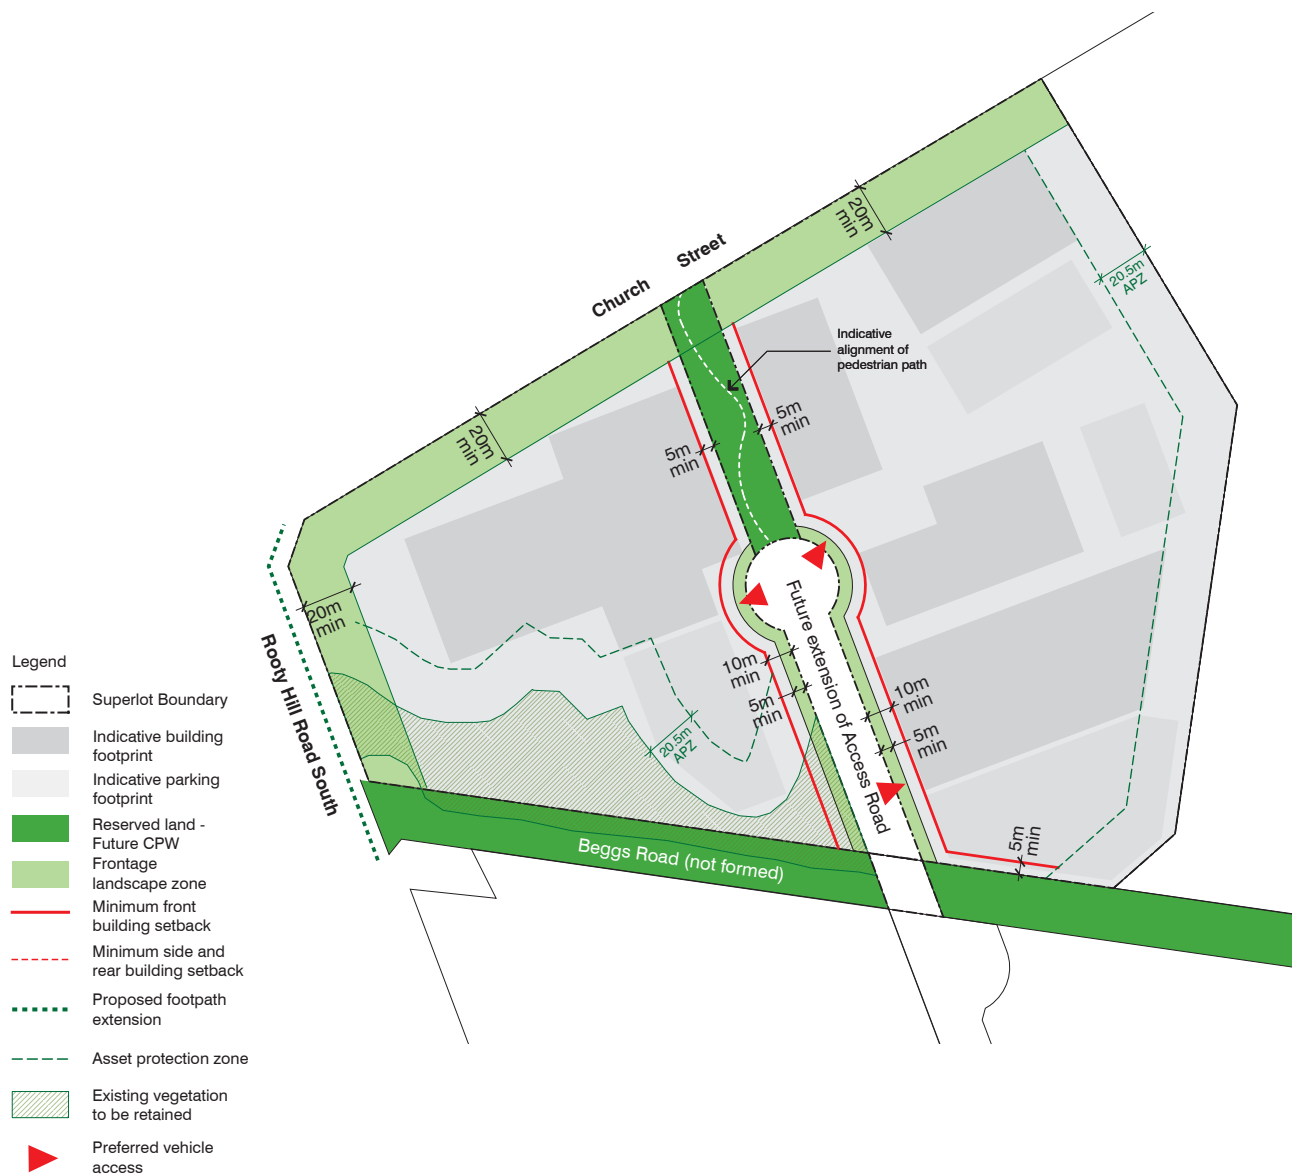 Church
Street
20m
min
20m
min
20m
min
20.5m
APZ
Indicative
alignment of
pedestrian path
5m
min
5m
min
Future extension of Access Road
10m
min
5m
min
10m
min
5m
min
20.5m
APZ
5m
min
Rooty Hill Road South
Beggs Road (not formed)
Legend
Superlot Boundary
Indicative building
footprint
Indicative parking
footprint
Reserved land -
Future CPW
Frontage
landscape zone
Minimum front
building setback
Minimum side and
rear building setback
Proposed footpath
extension
Asset protection zone
Existing vegetation
to be retained
Preferred vehicle
access